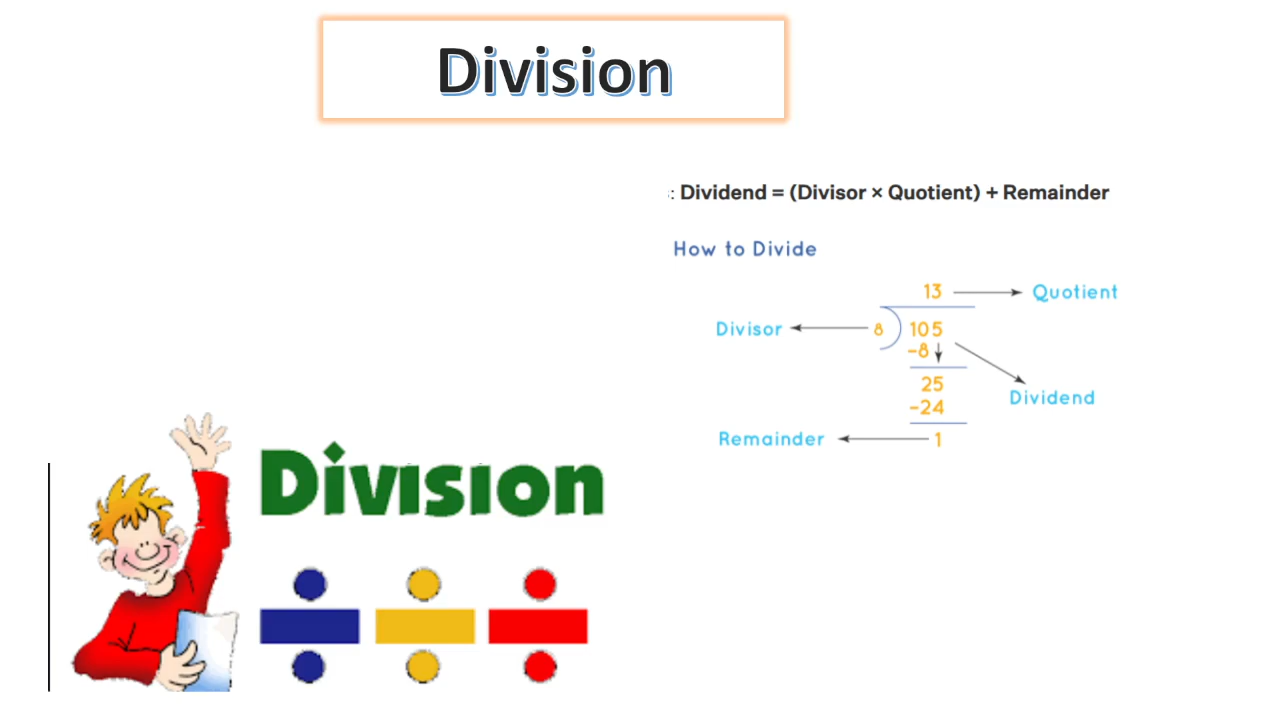 Division
: Dividend = (Divisor × Quotient) + Remainder
How to Divide
13 Quotient
Divisor 8 105
-8
25
Dividend
-24
Remainder 1
Division